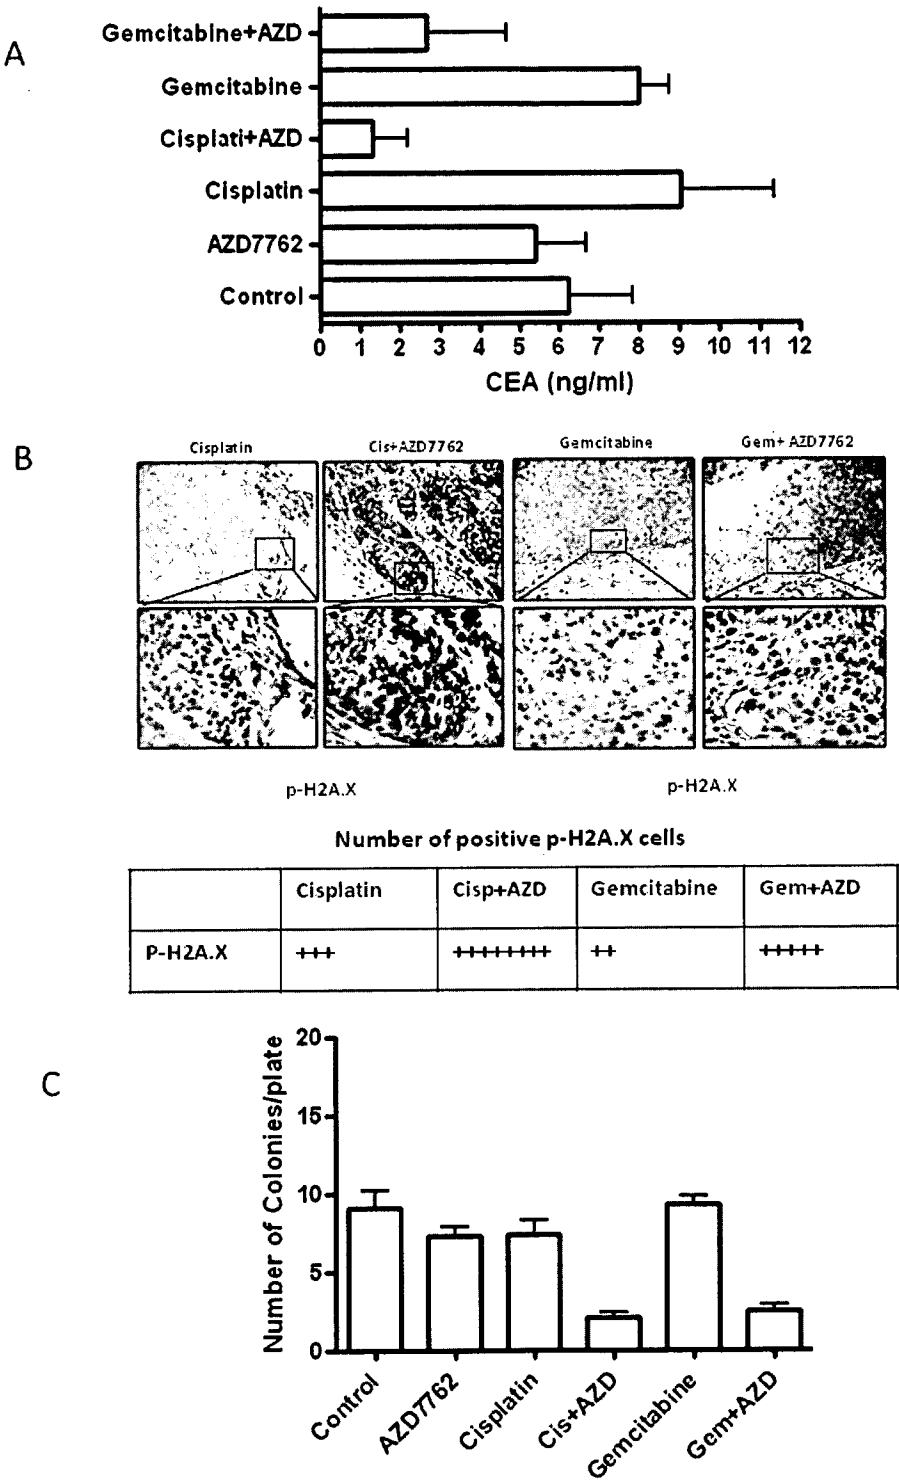 A
Gemcitabine+AZD
Gemcitabine
Cisplati+AZD
Cisplatin
AZD7762
Control
0 1 2 3 4 5 6 7 8 9 10 11 12
CEA (ng/ml)
B
Cisplatin Cis+AZD7762 Gemcitabine Gem+ AZD7762
p-H2A.X p-H2A.X
Number of positive p-H2A.X cells
Cisplatin Cisp+AZD Gemcitabine Gem+AZD
P-H2A.X +++ ++++++++ ++ +++++
C
Number of Colonies/plate
20
15
10
5
0
Control AZD7762 Cisplatin Cis+AZD Gemcitabine Gem+AZD